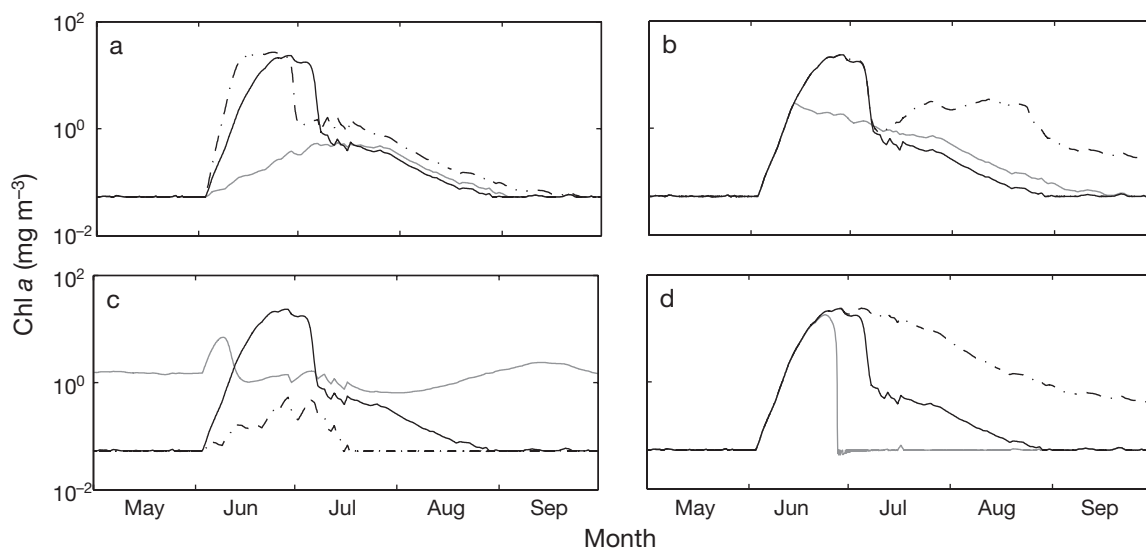 a
b
10²
10⁰
10⁻²
c
d
10²
10⁰
10⁻²
Chl a (mg m⁻³)
May Jun Jul Aug Sep
May Jun Jul Aug Sep
Month